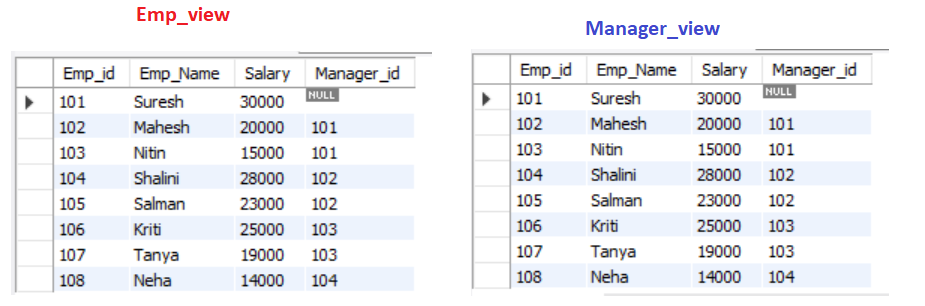 Emp_view
Manager_view
Emp_id Emp_Name Salary Manager_id
101 Suresh 30000 NULL
102 Mahesh 20000 101
103 Nitin 15000 101
104 Shalini 28000 102
105 Salman 23000 102
106 Kriti 25000 103
107 Tanya 19000 103
108 Neha 14000 104
Emp_id Emp_Name Salary Manager_id
101 Suresh 30000 NULL
102 Mahesh 20000 101
103 Nitin 15000 101
104 Shalini 28000 102
105 Salman 23000 102
106 Kriti 25000 103
107 Tanya 19000 103
108 Neha 14000 104